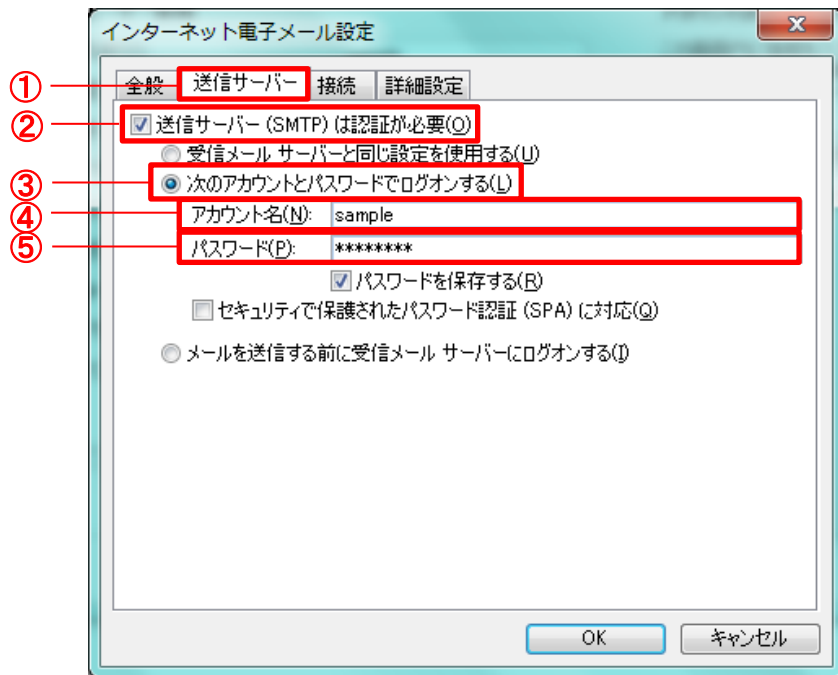 インターネット電子メール設定
全般 送信サーバー 接続 詳細設定
①
② 送信サーバー (SMTP) は認証が必要(O)
受信メール サーバーと同じ設定を使用する(U)
③ 次のアカウントとパスワードでログオンする(L)
④ アカウント名(N): sample
⑤ パスワード(P): ********
パスワードを保存する(R)
セキュリティで保護されたパスワード認証 (SPA) に対応(Q)
メールを送信する前に受信メール サーバーにログオンする(I)
OK キャンセル